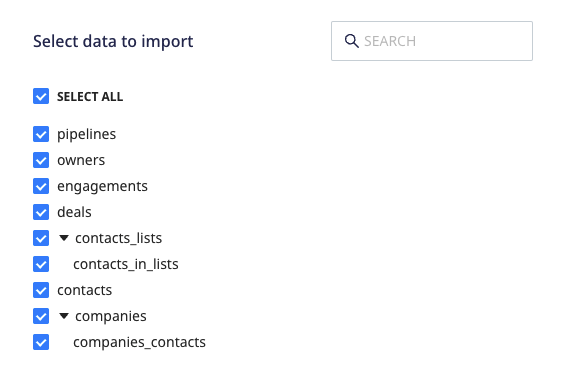 Select data to import
SEARCH
SELECT ALL
pipelines
owners
engagements
deals
contacts_lists
contacts_in_lists
contacts
companies
companies_contacts